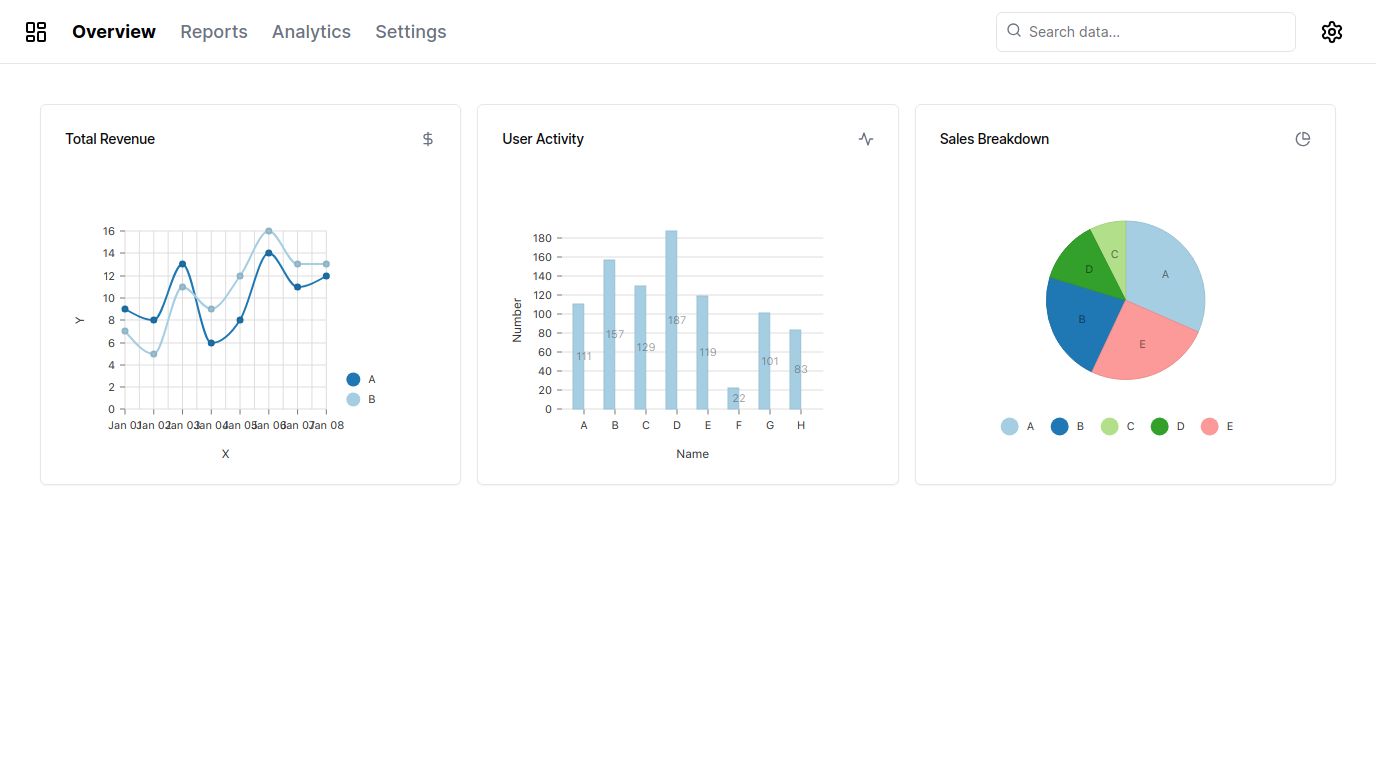 Overview Reports Analytics Settings Search data...
Total Revenue
16
14
12
10
8
6
4
2
0
Y
Jan 01 Jan 02 Jan 03 Jan 04 Jan 05 Jan 06 Jan 07 Jan 08
X
A
B
User Activity
180
160
140
120
100
80
60
40
20
0
Number
111 157 129 187 119 22 101 83
A B C D E F G H
Name
Sales Breakdown
C
D
A
B
E
A B C D E